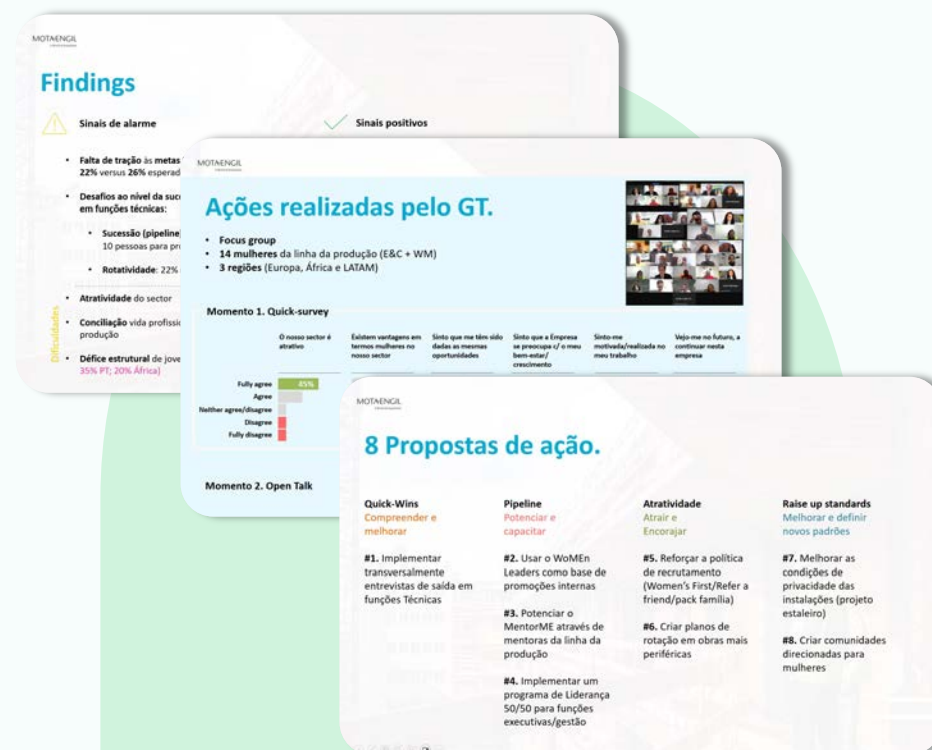 MOTAENGIL
Findings
Sinais de alarme
Sinais positivos
• Falta de tração às metas
22% versus 26% esperad
• Desafios ao nível da suc
em funções técnicas:
• Sucessão (pipeline)
10 pessoas para pr
• Rotatividade: 22%
Dificuldades
• Atratividade do sector
• Conciliação vida profissi
produção
• Défice estrutural de jove
35% PT; 20% África)
MOTAENGIL
Ações realizadas pelo GT.
• Focus group
• 14 mulheres da linha da produção (E&C + WM)
• 3 regiões (Europa, África e LATAM)
Momento 1. Quick-survey
O nosso sector é
atrativo
Existem vantagens em
termos mulheres no
nosso sector
Sinto que me têm sido
dadas as mesmas
oportunidades
Sinto que a Empresa
se preocupa c/ o meu
bem-estar/
crescimento
Sinto-me
motivada/realizada no
meu trabalho
Vejo-me no futuro, a
continuar nesta
empresa
Fully agree 45%
Agree
Neither agree/disagree
Disagree
Fully disagree
Momento 2. Open Talk
MOTAENGIL
8 Propostas de ação.
Quick-Wins
Compreender e
melhorar
#1. Implementar
transversalmente
entrevistas de saída em
funções Técnicas
Pipeline
Potenciar e
capacitar
#2. Usar o WoMEn
Leaders como base de
promoções internas
#3. Potenciar o
MentorME através de
mentoras da linha da
produção
#4. Implementar um
programa de Liderança
50/50 para funções
executivas/gestão
Atratividade
Atrair e
Encorajar
#5. Reforçar a política
de recrutamento
(Women's First/Refer a
friend/pack família)
#6. Criar planos de
rotação em obras mais
periféricas
Raise up standards
Melhorar e definir
novos padrões
#7. Melhorar as
condições de
privacidade das
instalações (projeto
estaleiro)
#8. Criar comunidades
direcionadas para
mulheres